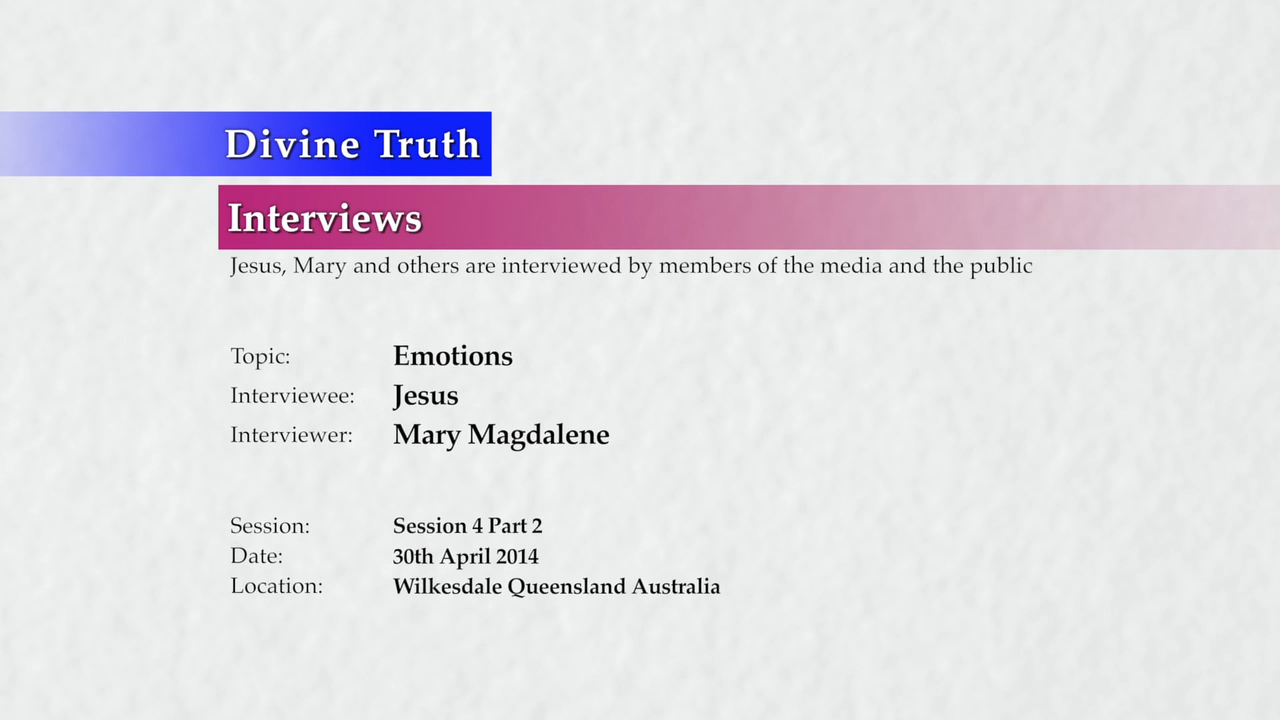 Divine Truth
Interviews
Jesus, Mary and others are interviewed by members of the media and the public
Topic: Emotions
Interviewee: Jesus
Interviewer: Mary Magdalene
Session: Session 4 Part 2
Date: 30th April 2014
Location: Wilkesdale Queensland Australia